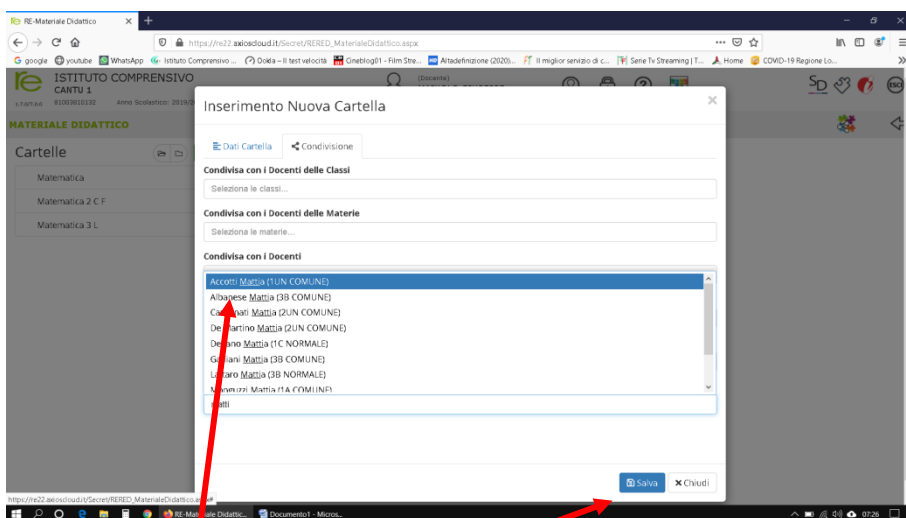 RE-Materiale Didattico
https://re22.axioscloud.it/Secret/RERED_MaterialeDidattico.aspx
google youtube WhatsApp Istituto Comprensivo ... Ookla – Il test velocità Cineblog01 - Film Stre... Altadefinizione (2020)... Il miglior servizio di c... Serie Tv Streaming | T... Home COVID-19 Regione Lo...
ISTITUTO COMPRENSIVO
CANTU 1
81003010132 Anno Scolastico: 2019/2
(Docente)
SD
MATERIALE DIDATTICO
Inserimento Nuova Cartella
Cartelle
Matematica
Matematica 2 C F
Matematica 3 L
Dati Cartella Condivisione
Condivisa con i Docenti delle Classi
Seleziona le classi...
Condivisa con i Docenti delle Materie
Seleziona le materie...
Condivisa con i Docenti
Accotti Mattia (1UN COMUNE)
Albanese Mattia (3B COMUNE)
Mattia (2UN COMUNE)
De Martino Mattia (2UN COMUNE)
Mattia (1C NORMALE)
Mattia (3B COMUNE)
Mattia (3B NORMALE)
Mattia (1A COMUNE)
matti
Salva Chiudi
https://re22.axioscloud.it/Secret/RERED_MaterialeDidattico.aspx#
RE-Materiale Didattic... Documento1 - Micros...
07:26